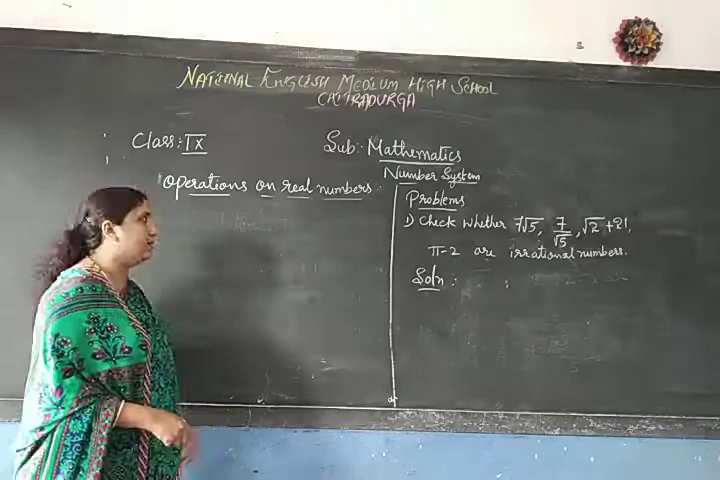 NATIONAL ENGLISH MEDIUM HIGH SCHOOL
CHITRADURGA
Class: IX
Sub: Mathematics
Number System
Operations on real numbers:
Problems
1) Check whether 7√5, 7/√5, √2+21,
π-2 are irrational numbers.
Soln: